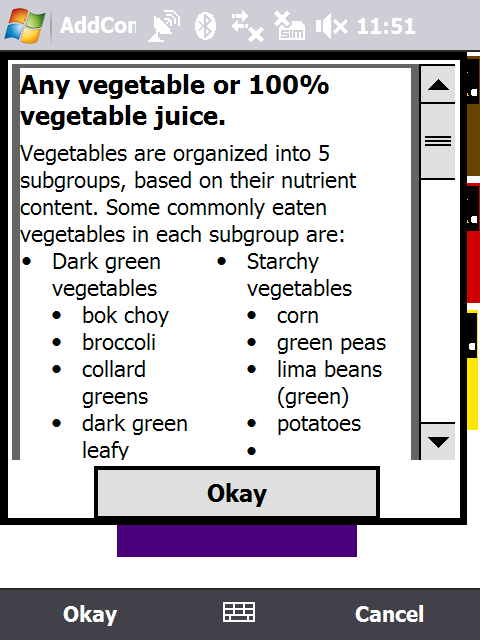 AddCon
sim
11:51
Any vegetable or 100%
vegetable juice.
Vegetables are organized into 5
subgroups, based on their nutrient
content. Some commonly eaten
vegetables in each subgroup are:
• Dark green
vegetables
• bok choy
• broccoli
• collard
greens
• dark green
leafy
• Starchy
vegetables
• corn
• green peas
• lima beans
(green)
• potatoes
•
Okay
Okay
Cancel